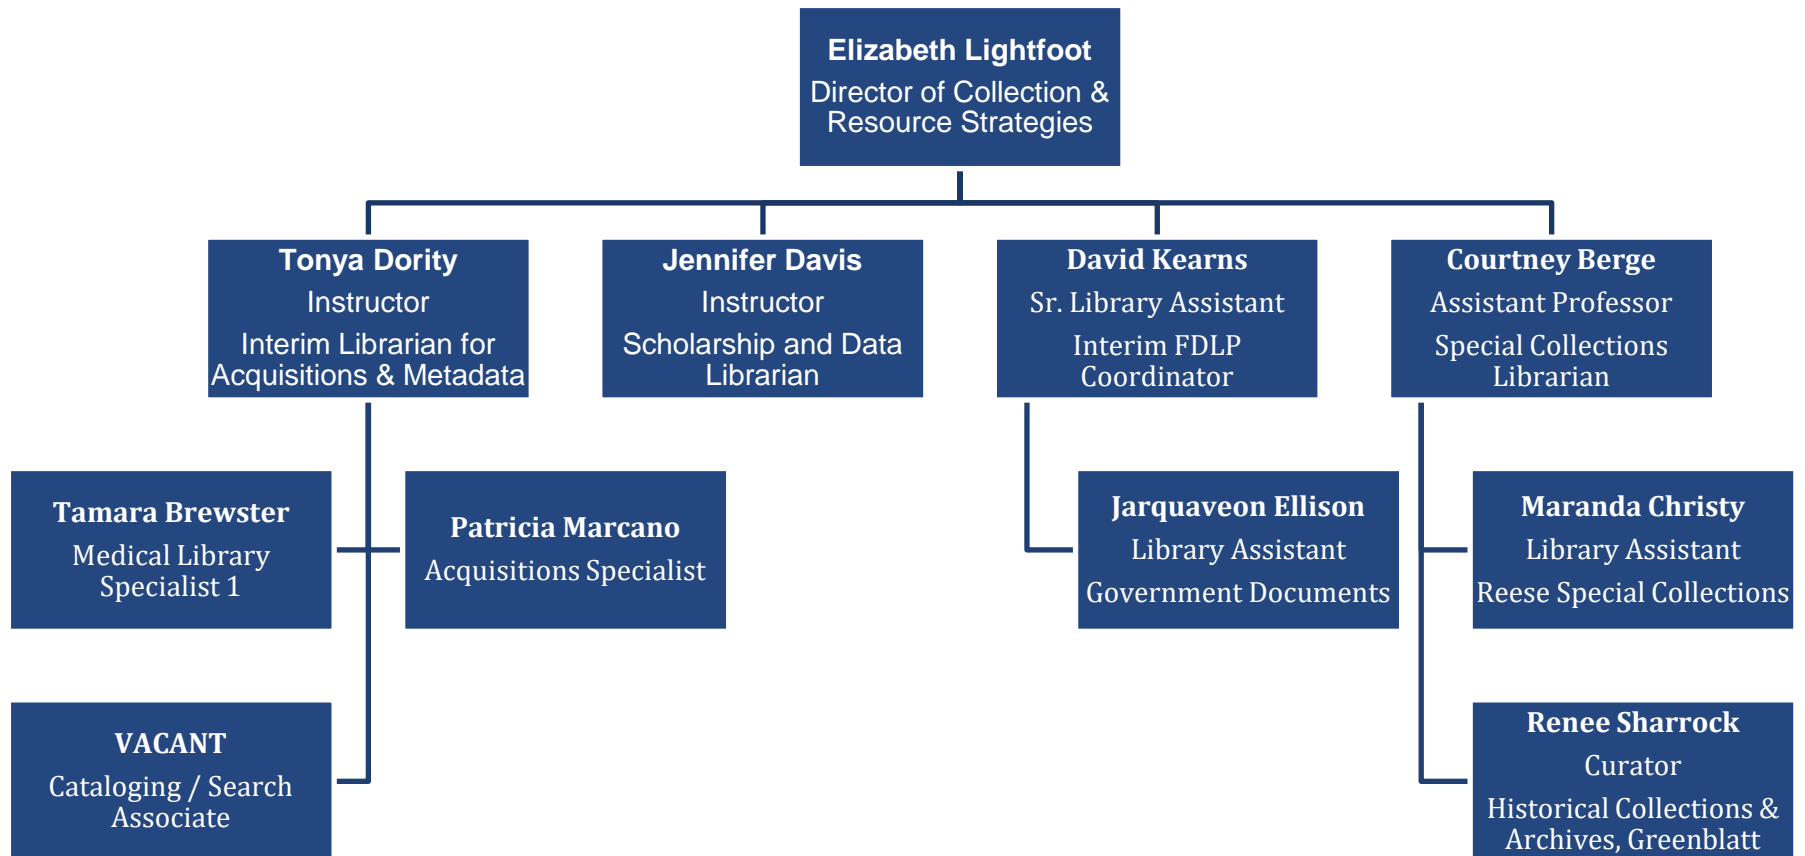 Elizabeth Lightfoot
Director of Collection &
Resource Strategies
Tonya Dority
Instructor
Interim Librarian for
Acquisitions & Metadata
Jennifer Davis
Instructor
Scholarship and Data
Librarian
David Kearns
Sr. Library Assistant
Interim FDLP
Coordinator
Courtney Berge
Assistant Professor
Special Collections
Librarian
Tamara Brewster
Medical Library
Specialist 1
Patricia Marcano
Acquisitions Specialist
Jarquaveon Ellison
Library Assistant
Government Documents
Maranda Christy
Library Assistant
Reese Special Collections
VACANT
Cataloging / Search
Associate
Renee Sharrock
Curator
Historical Collections &
Archives, Greenblatt